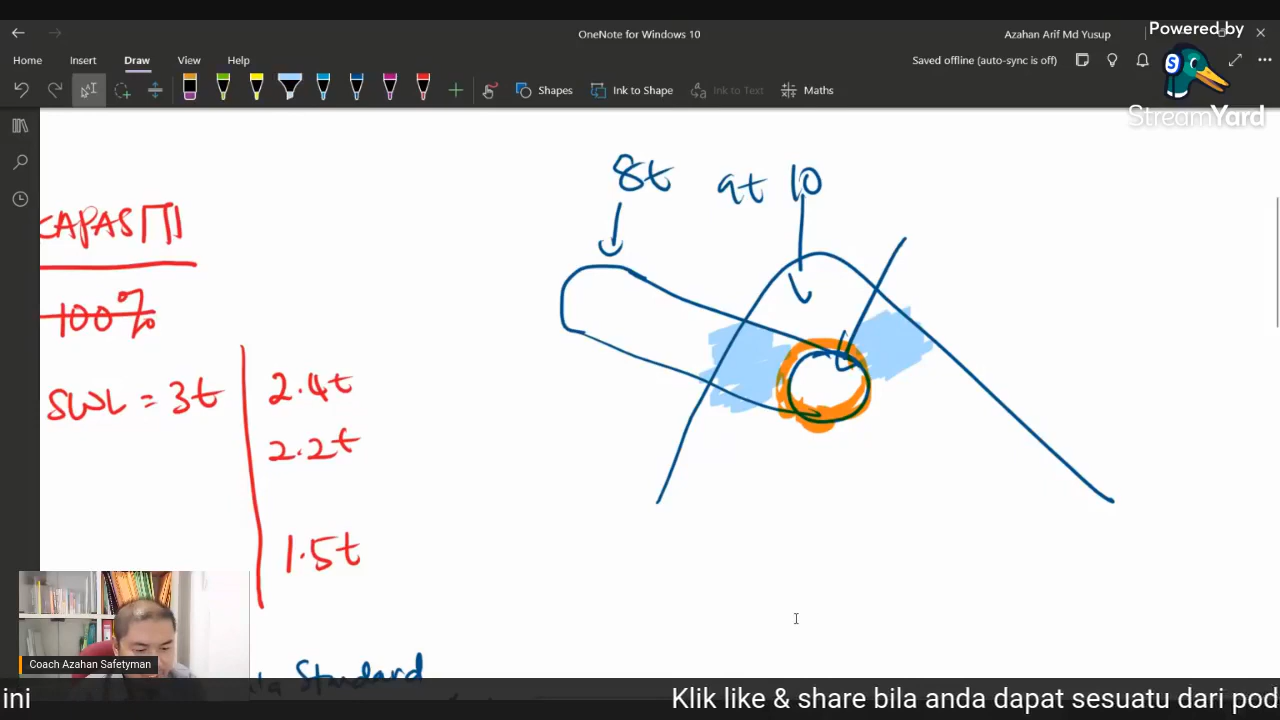 OneNote for Windows 10
Azahan Arif Md Yusup
Powered by
Home Insert Draw View Help
Saved offline (auto-sync is off)
StreamYard
Shapes Ink to Shape Ink to Text Maths
8t at 10
KAPASITI
100%
SWL = 3t
2.4t
2.2t
1.5t
Standard
Coach Azahan Safetyman
ini Klik like & share bila anda dapat sesuatu dari pod